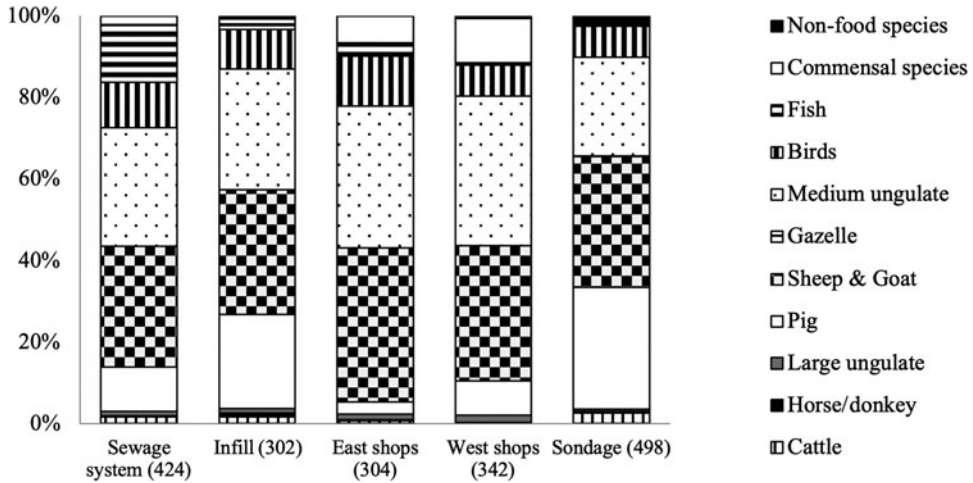 100%
80%
60%
40%
20%
0%
Sewage
system (424)
Infill (302)
East shops
(304)
West shops
(342)
Sondage (498)
Non-food species
Commensal species
Fish
Birds
Medium ungulate
Gazelle
Sheep & Goat
Pig
Large ungulate
Horse/donkey
Cattle